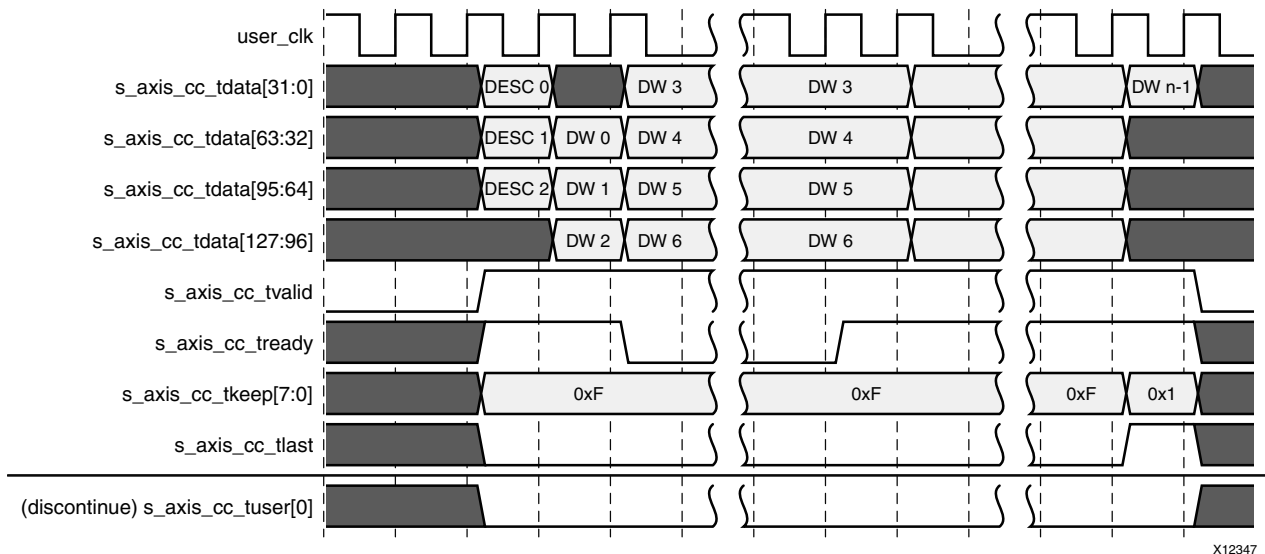 user_clk
s_axis_cc_tdata[31:0] DESC 0 DW 3 DW 3 DW n-1
s_axis_cc_tdata[63:32] DESC 1 DW 0 DW 4 DW 4
s_axis_cc_tdata[95:64] DESC 2 DW 1 DW 5 DW 5
s_axis_cc_tdata[127:96] DW 2 DW 6 DW 6
s_axis_cc_tvalid
s_axis_cc_tready
s_axis_cc_tkeep[7:0] 0xF 0xF 0xF 0x1
s_axis_cc_tlast
(discontinue) s_axis_cc_tuser[0]
X12347